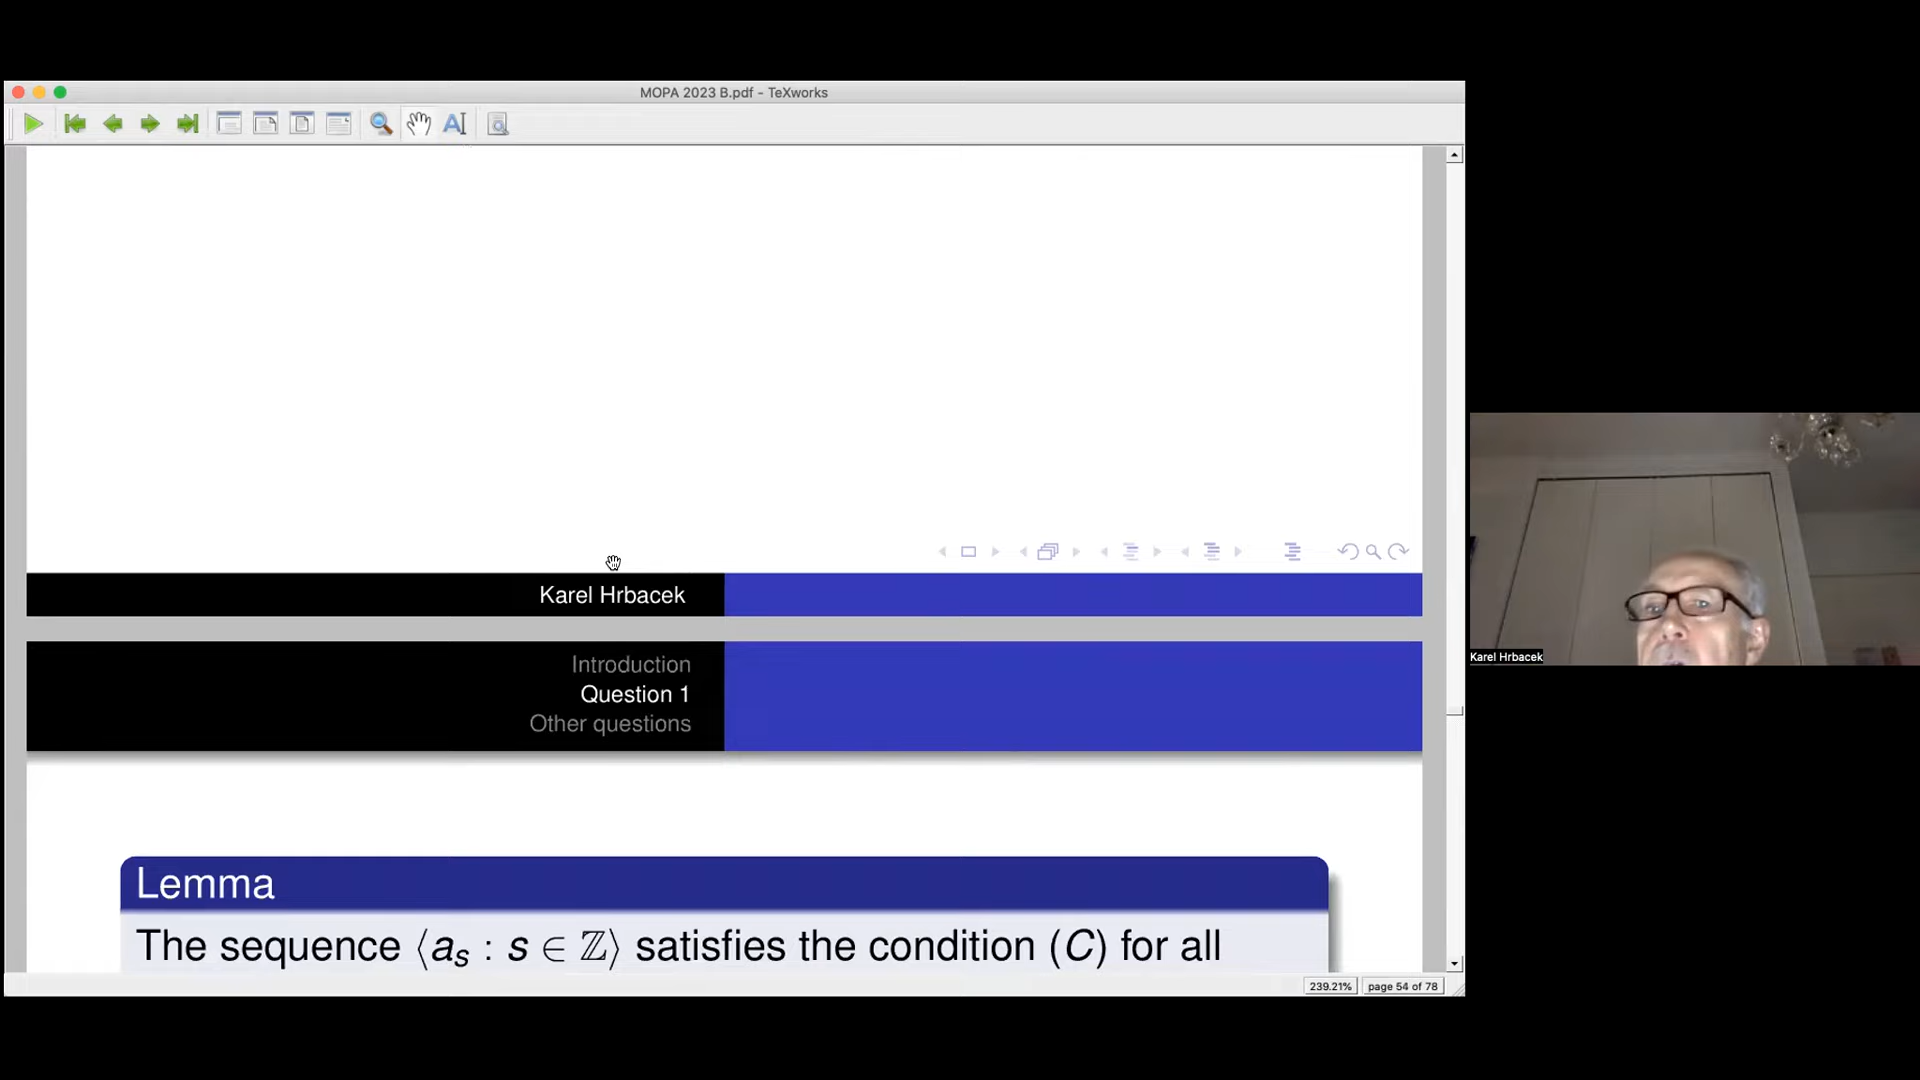 MOPA 2023 B.pdf - TeXworks
Karel Hrbacek
Introduction
Question 1
Other questions
Lemma
The sequence ⟨aₛ : s ∈ ℤ⟩ satisfies the condition (C) for all
239.21%
page 54 of 78
Karel Hrbacek